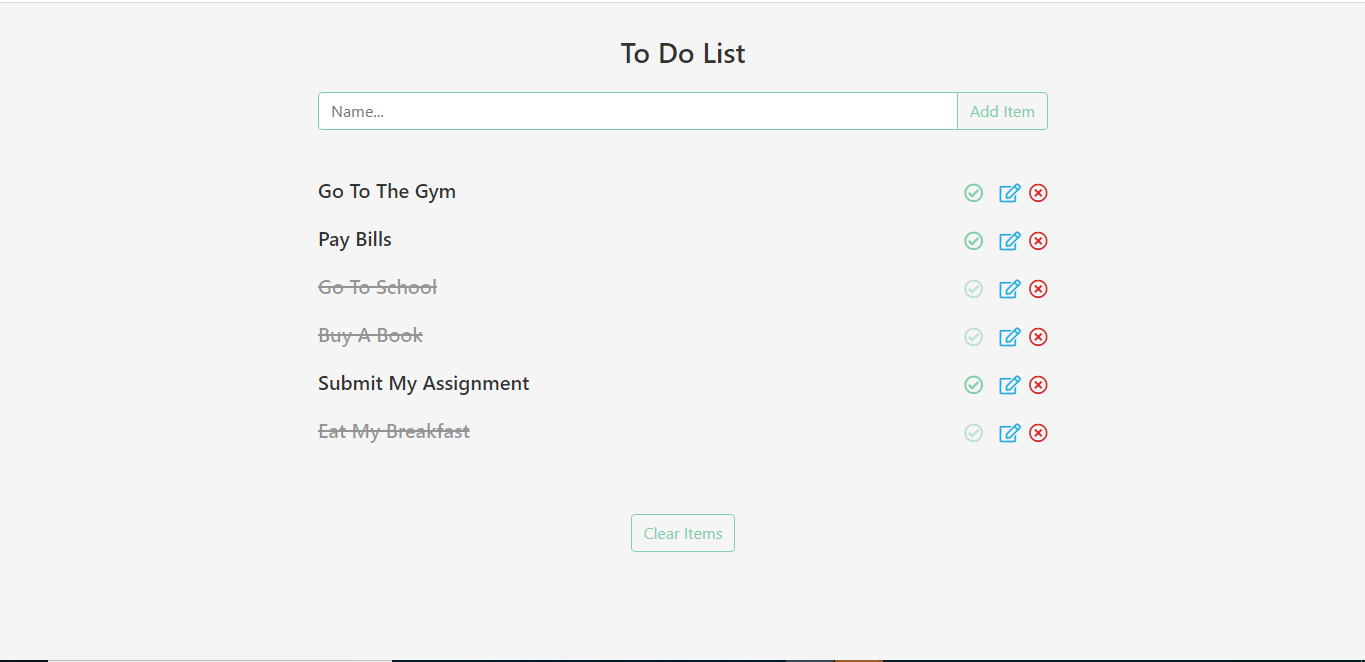 To Do List
Name...
Add Item
Go To The Gym
Pay Bills
Go To School
Buy A Book
Submit My Assignment
Eat My Breakfast
Clear Items